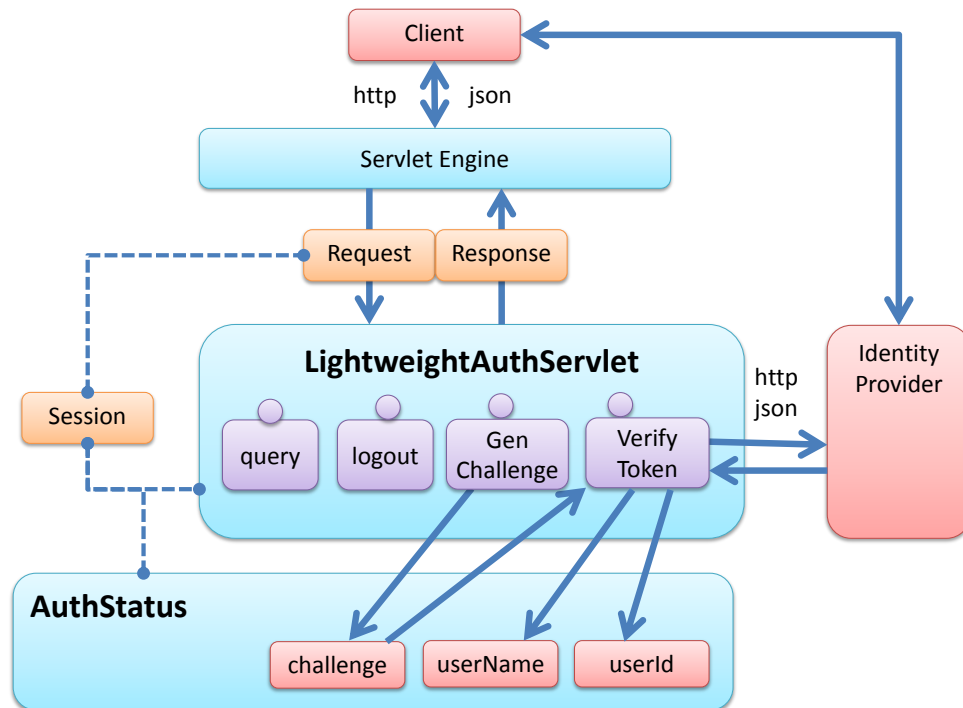 Client
http json
Servlet Engine
Request Response
LightweightAuthServlet
Identity
Provider
http
json
Session
query
logout
Gen
Challenge
Verify
Token
AuthStatus
challenge
userName
userId